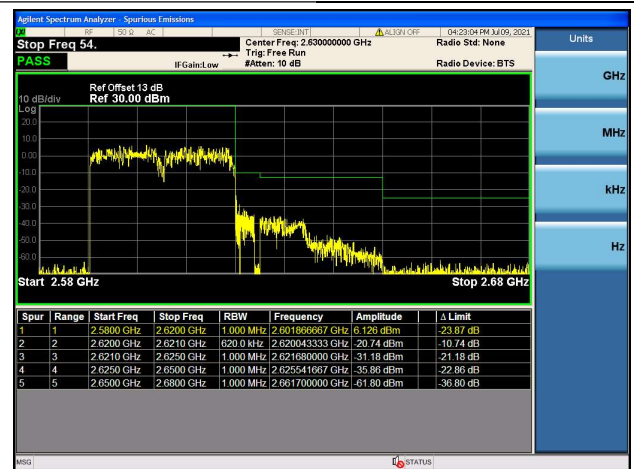 Agilent Spectrum Analyzer - Spurious Emissions
RF 50 Ω AC SENSE:INT ALIGN OFF 04:23:04 PM Jul 09, 2021
Stop Freq 54. Center Freq: 2.630000000 GHz Radio Std: None
Trig: Free Run
PASS IFGain:Low #Atten: 10 dB Radio Device: BTS
Units
GHz
MHz
kHz
Hz
Ref Offset 13 dB
10 dB/div Ref 30.00 dBm
Log
20.0
10.0
0.00
-10.0
-20.0
-30.0
-40.0
-50.0
-60.0
Start 2.58 GHz Stop 2.68 GHz
Spur Range Start Freq Stop Freq RBW Frequency Amplitude Δ Limit
1 1 2.5800 GHz 2.6200 GHz 1.000 MHz 2.601866667 GHz 6.126 dBm -23.87 dB
2 2 2.6200 GHz 2.6210 GHz 620.0 kHz 2.620043333 GHz -20.74 dBm -10.74 dB
3 3 2.6210 GHz 2.6250 GHz 1.000 MHz 2.621680000 GHz -31.18 dBm -21.18 dB
4 4 2.6250 GHz 2.6500 GHz 1.000 MHz 2.625541667 GHz -35.86 dBm -22.86 dB
5 5 2.6500 GHz 2.6800 GHz 1.000 MHz 2.661700000 GHz -61.80 dBm -36.80 dB
MSG STATUS